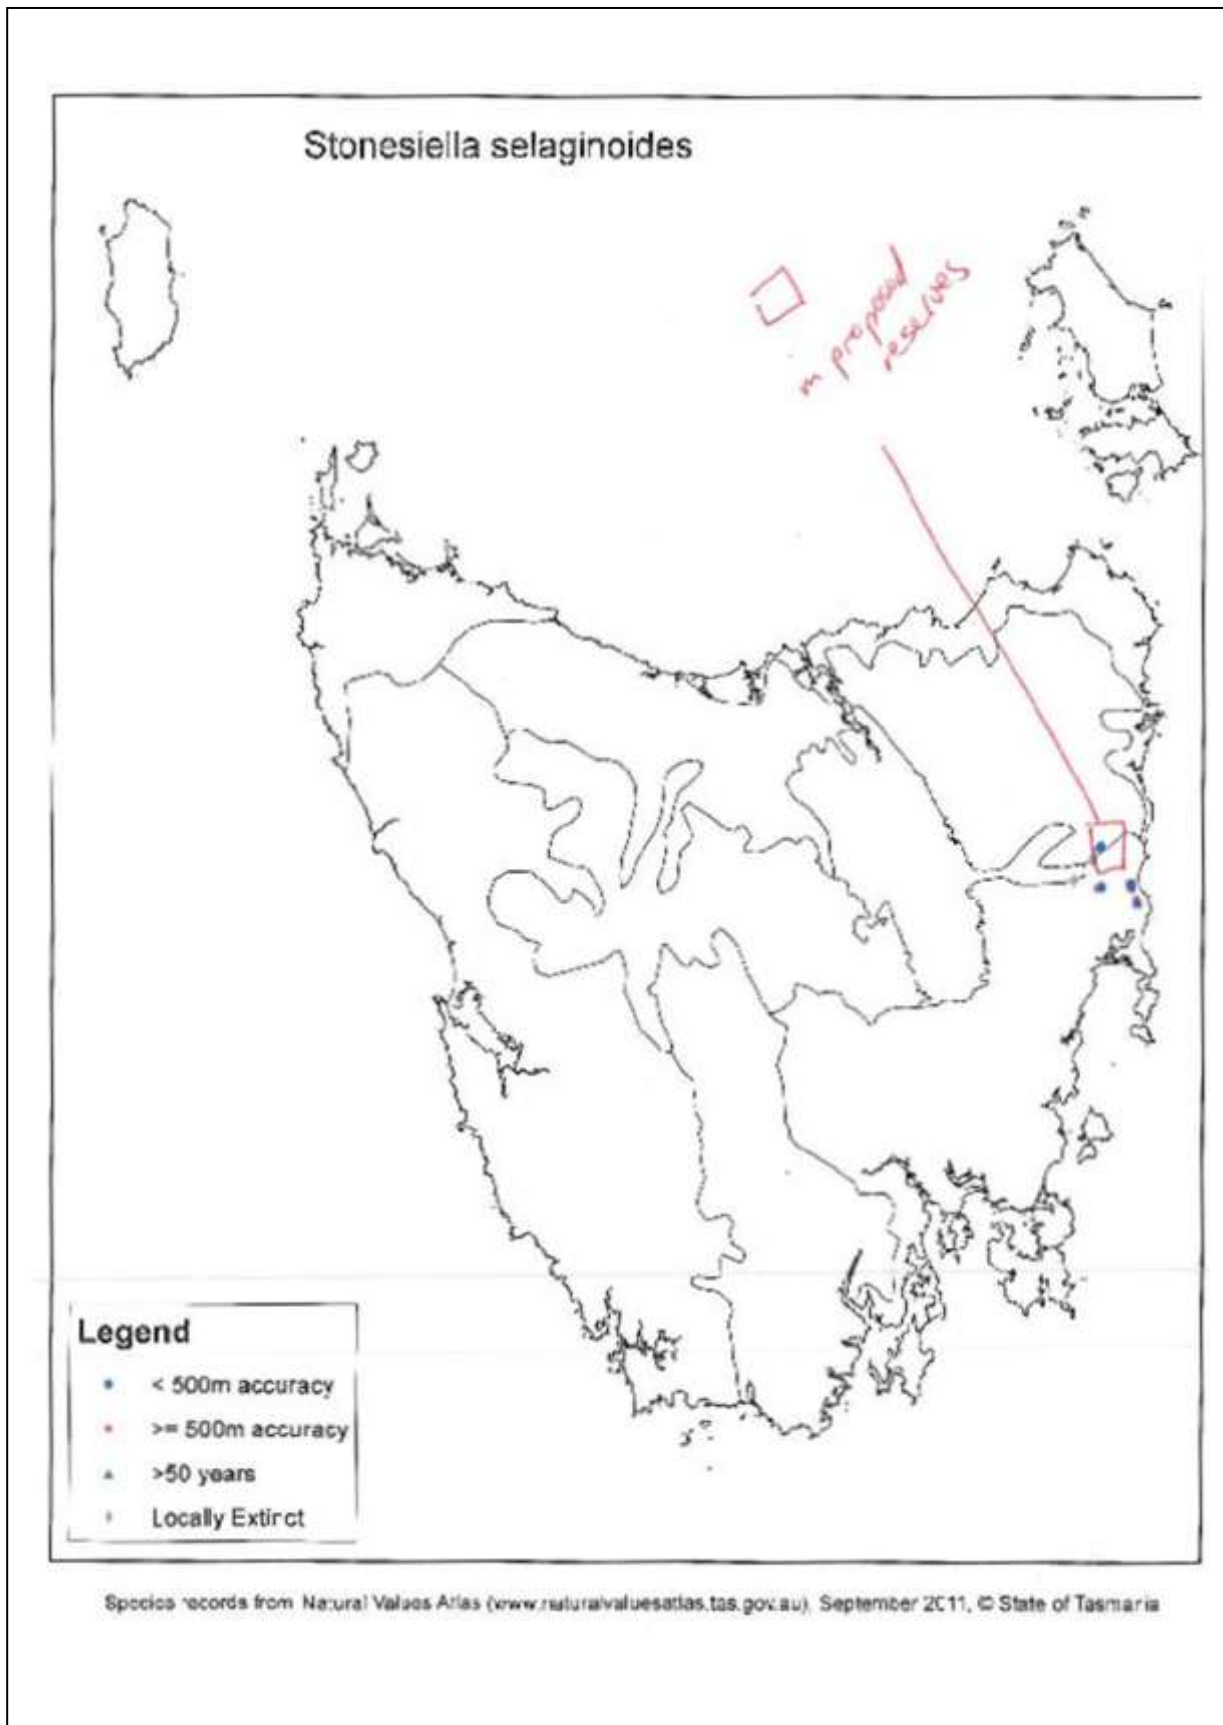 Stonesiella selaginoides
in proposed
reserves
Legend
< 500m accuracy
>= 500m accuracy
>50 years
Locally Extinct
Species records from Natural Values Atlas (www.naturalvaluesatlas.tas.gov.au), September 2011, © State of Tasmania